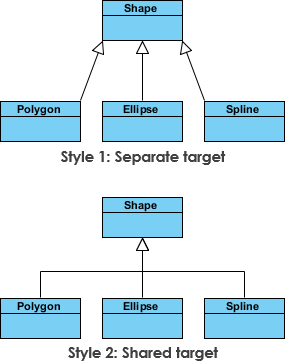 Shape
Polygon Ellipse Spline
Style 1: Separate target
Shape
Polygon Ellipse Spline
Style 2: Shared target